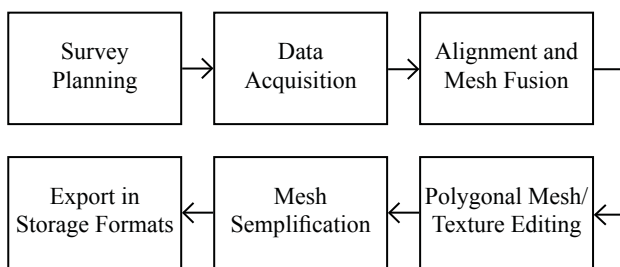 Survey
Planning
Data
Acquisition
Alignment and
Mesh Fusion
Export in
Storage Formats
Mesh
Semplification
Polygonal Mesh/
Texture Editing